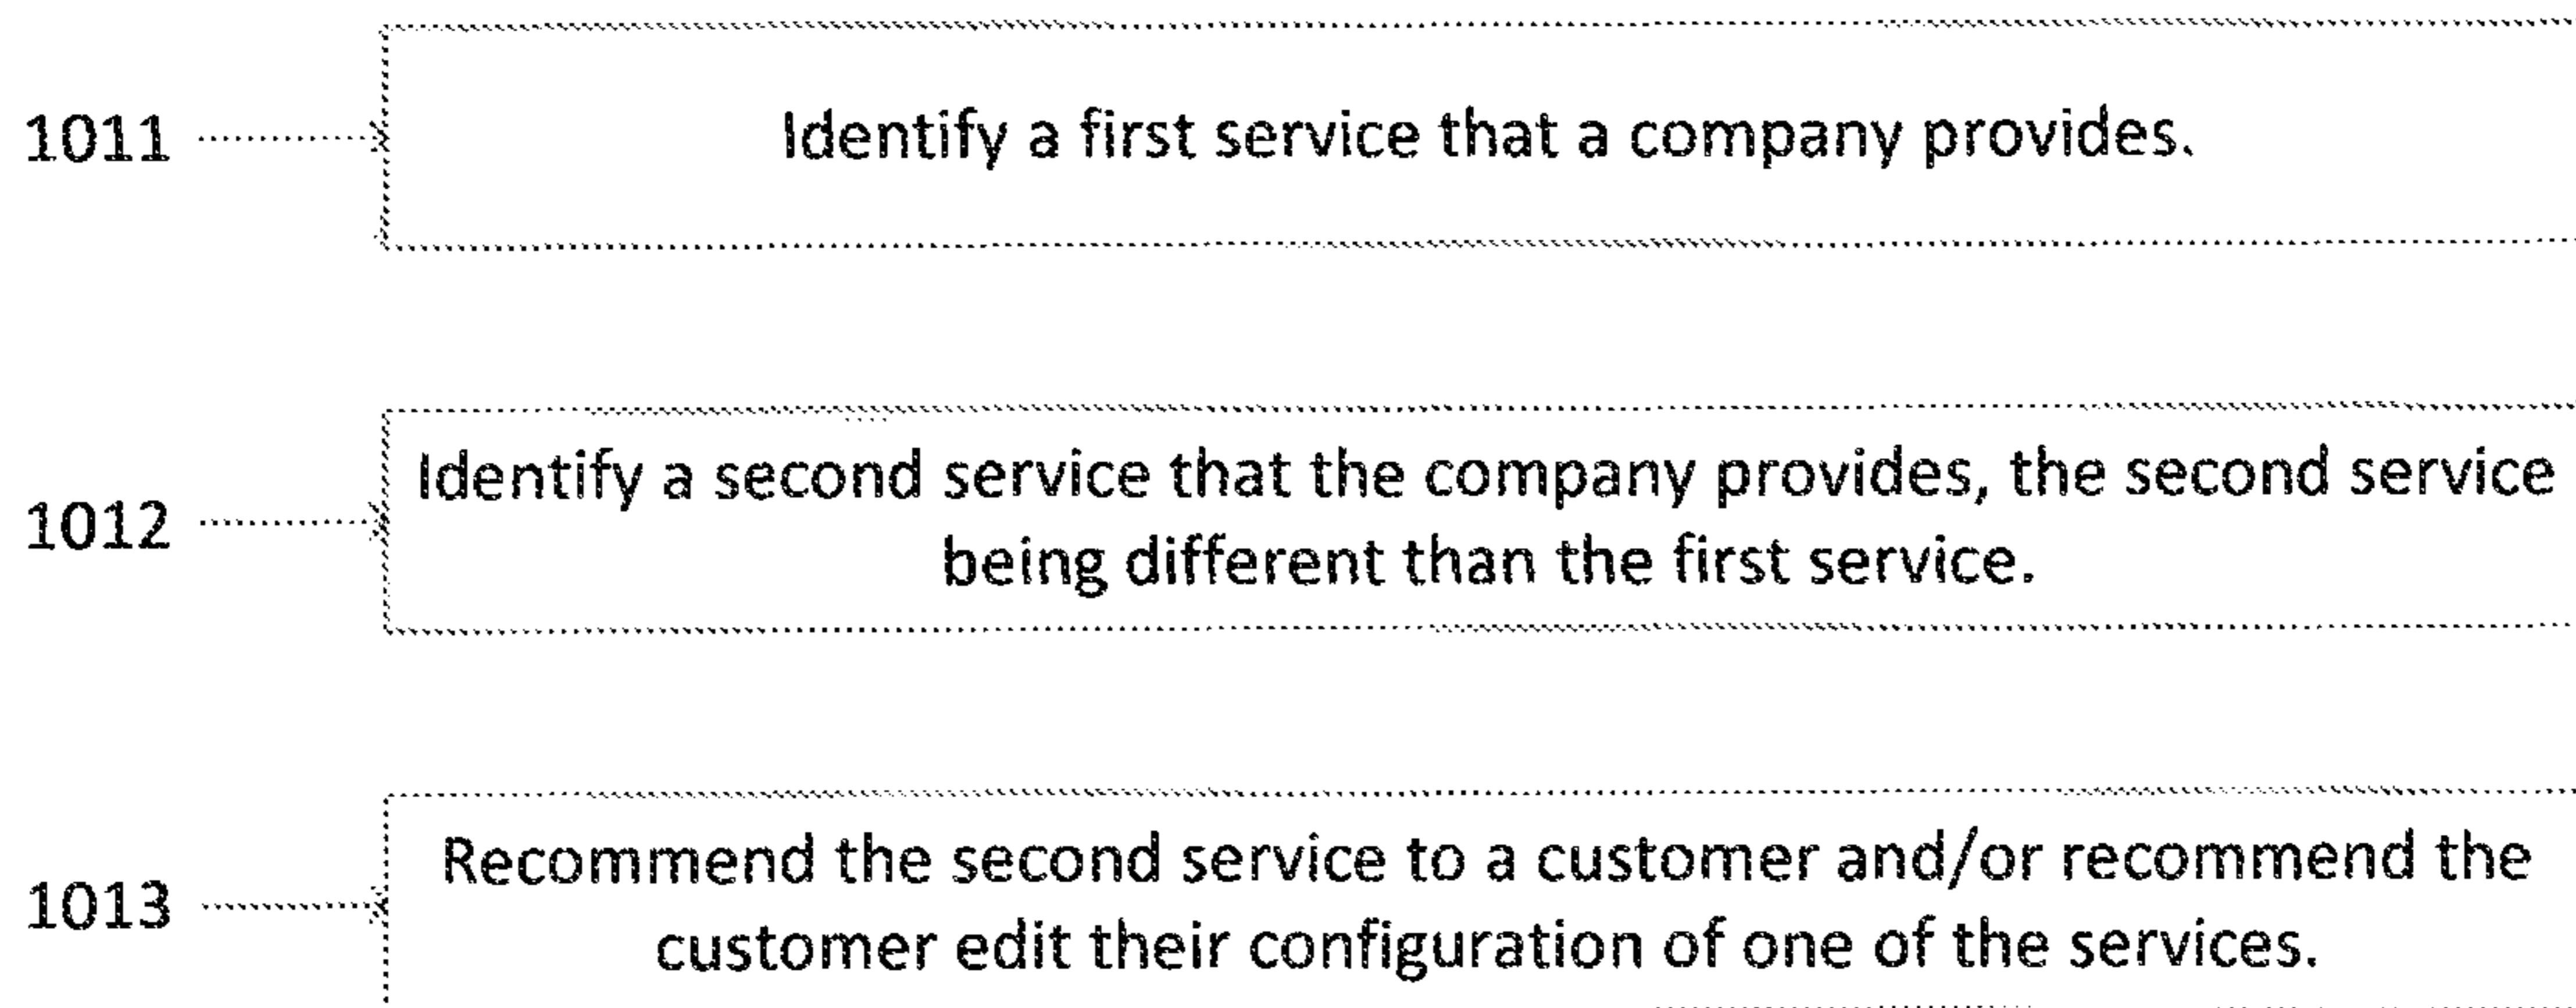 1011 Identify a first service that a company provides.
Identify a second service that the company provides, the second service
1012
being different than the first service.
Recommend the second service to a customer and/or recommend the
1013
customer edit their configuration of one of the services.